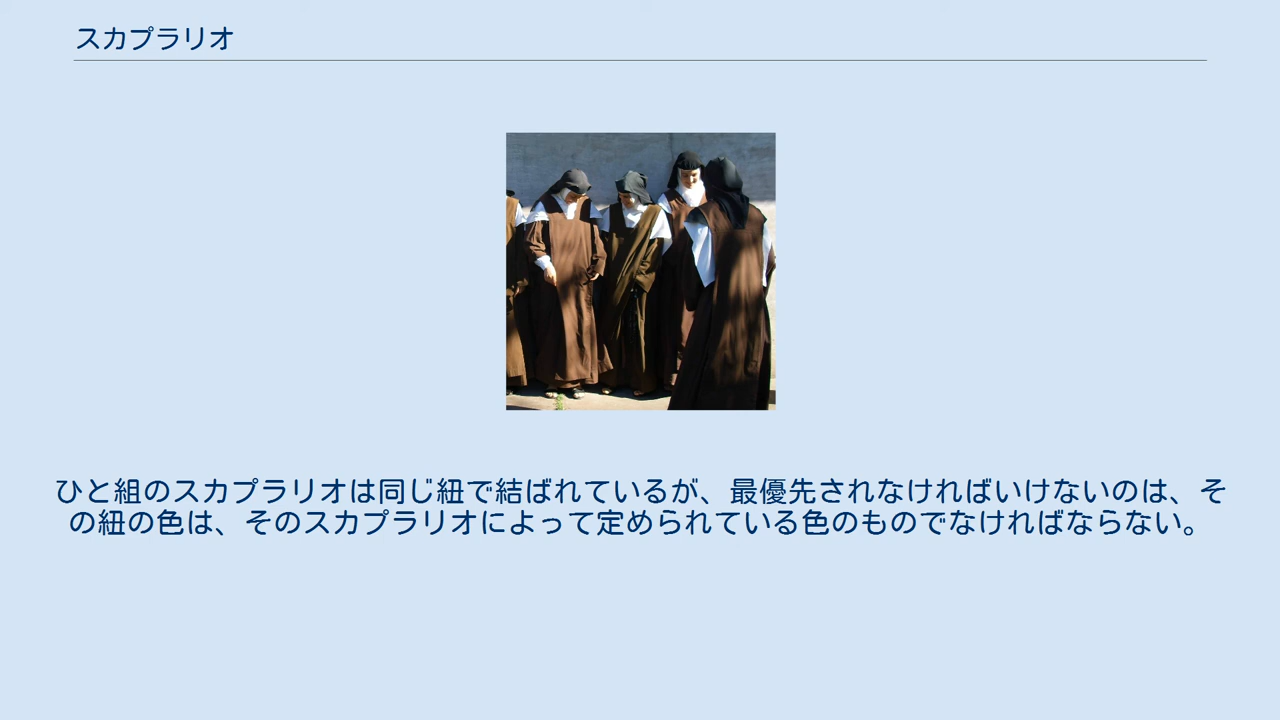 スカプラリオ
ひと組のスカプラリオは同じ紐で結ばれているが、最優先されなければいけないのは、そ
の紐の色は、そのスカプラリオによって定められている色のものでなければならない。